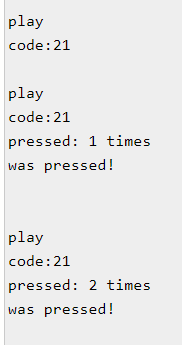 play
code:21
play
code:21
pressed: 1 times
was pressed!
play
code:21
pressed: 2 times
was pressed!